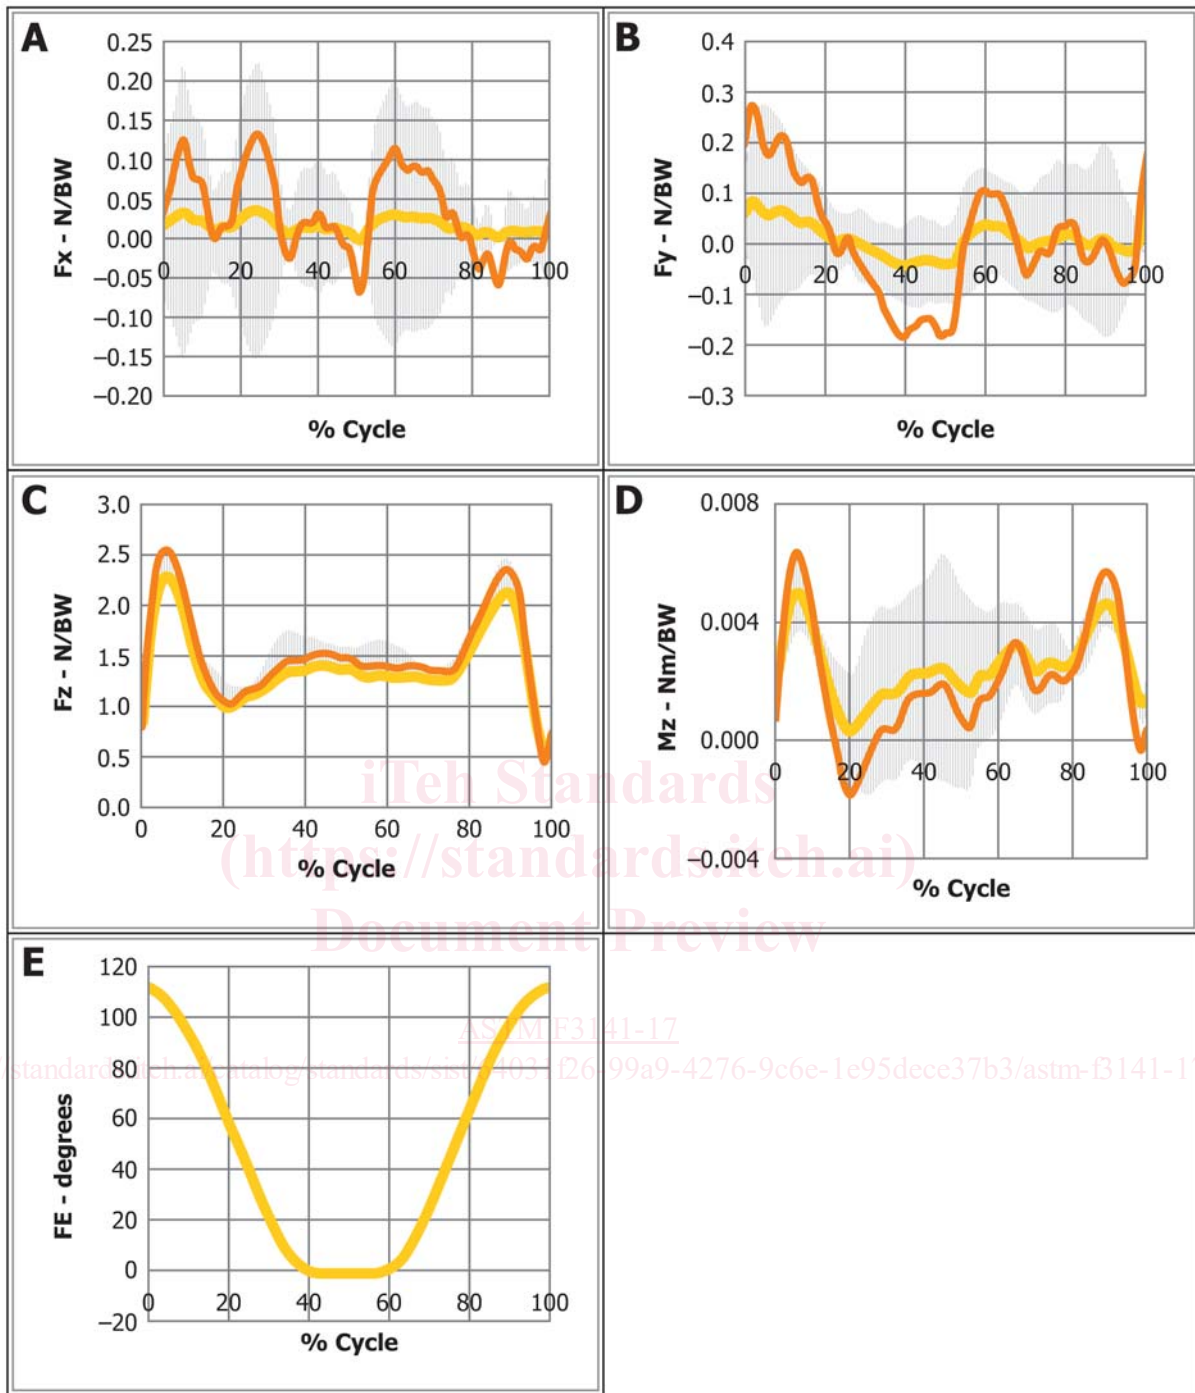 A
0.25
0.20
0.15
0.10
0.05
0.00
–0.05
–0.10
–0.15
–0.20
0 20 40 60 80 100
Fx - N/BW
% Cycle
B
0.4
0.3
0.2
0.1
0.0
–0.1
–0.2
–0.3
0 20 40 60 80 100
Fy - N/BW
% Cycle
C
3.0
2.5
2.0
1.5
1.0
0.5
0.0
0 20 40 60 80 100
Fz - N/BW
% Cycle
D
0.008
0.004
0.000
–0.004
0 20 40 60 80 100
Mz - Nm/BW
% Cycle
iTeh Standards
(https://standards.iteh.ai)
Document Preview
E
120
100
80
60
40
20
0
–20
0 20 40 60 80 100
FE - degrees
% Cycle
ASTM F3141-17